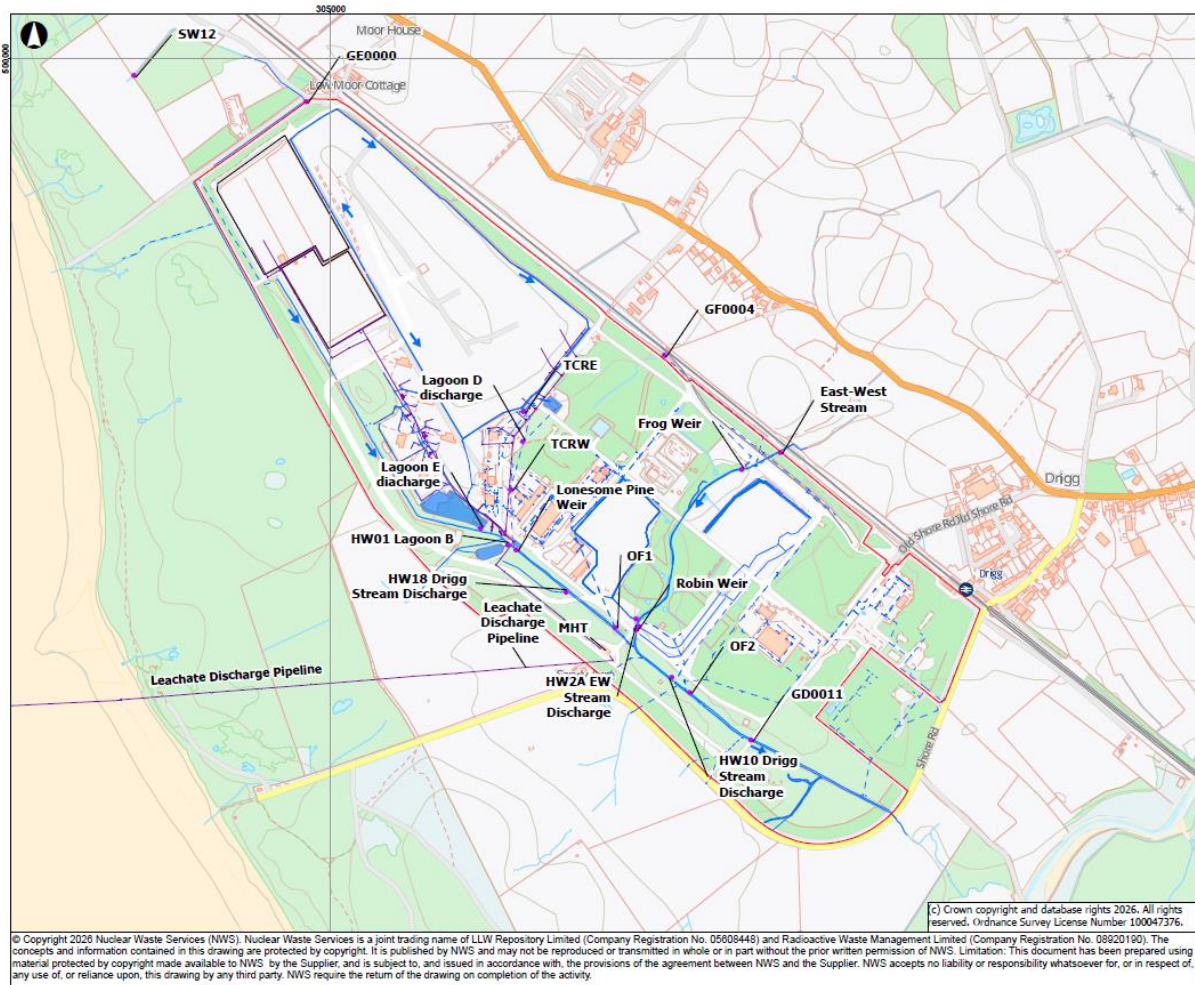 305000
500,000
SW12
Moor House
GE0000
Low Moor Cottage
GF0004
Lagoon D
discharge
TCRE
East-West
Stream
Frog Weir
TCRW
Drigg
Lagoon E
diacharge
Lonesome Pine
Weir
Old Shore Rd
Old Shore Rd
HW01 Lagoon B
OF1
Drigg
HW18 Drigg
Stream Discharge
Robin Weir
Leachate
Discharge
Pipeline
MHT
OF2
Leachate Discharge Pipeline
HW2A EW
Stream
Discharge
GD0011
Shore Rd
HW10 Drigg
Stream
Discharge
(c) Crown copyright and database rights 2026. All rights
reserved. Ordnance Survey License Number 100047376.
© Copyright 2026 Nuclear Waste Services (NWS). Nuclear Waste Services is a joint trading name of LLW Repository Limited (Company Registration No. 05608448) and Radioactive Waste Management Limited (Company Registration No. 08920190). The
concepts and information contained in this drawing are protected by copyright. It is published by NWS and may not be reproduced or transmitted in whole or in part without the prior written permission of NWS. Limitation: This document has been prepared using
material protected by copyright made available to NWS by the Supplier, and is subject to, and issued in accordance with, the provisions of the agreement between NWS and the Supplier. NWS accepts no liability or responsibility whatsoever for, or in respect of,
any use of, or reliance upon, this drawing by any third party. NWS require the return of the drawing on completion of the activity.